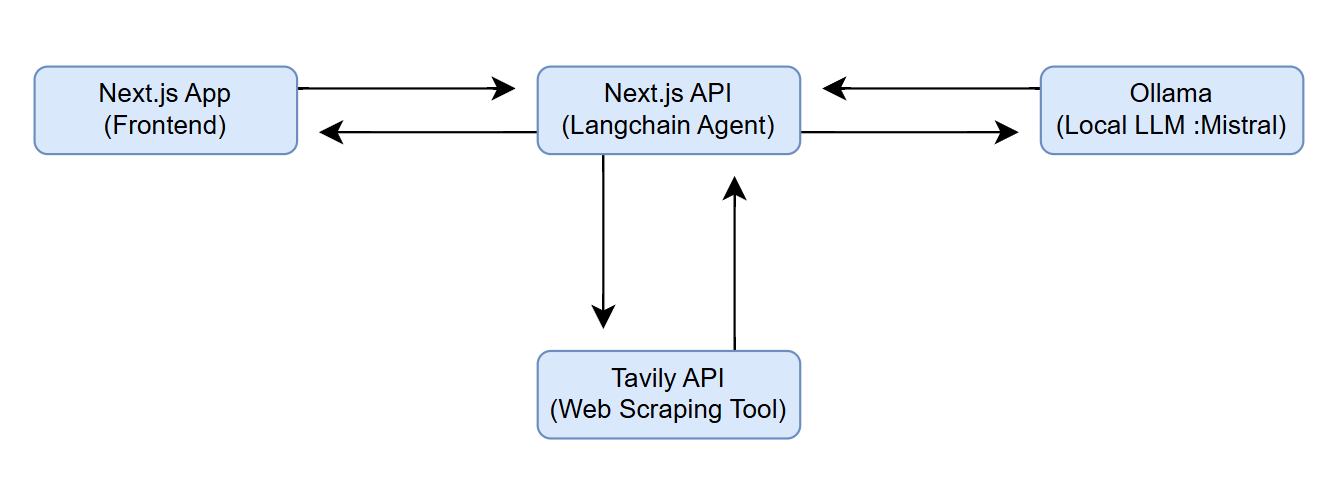 Next.js App
(Frontend)
Next.js API
(Langchain Agent)
Ollama
(Local LLM :Mistral)
Tavily API
(Web Scraping Tool)